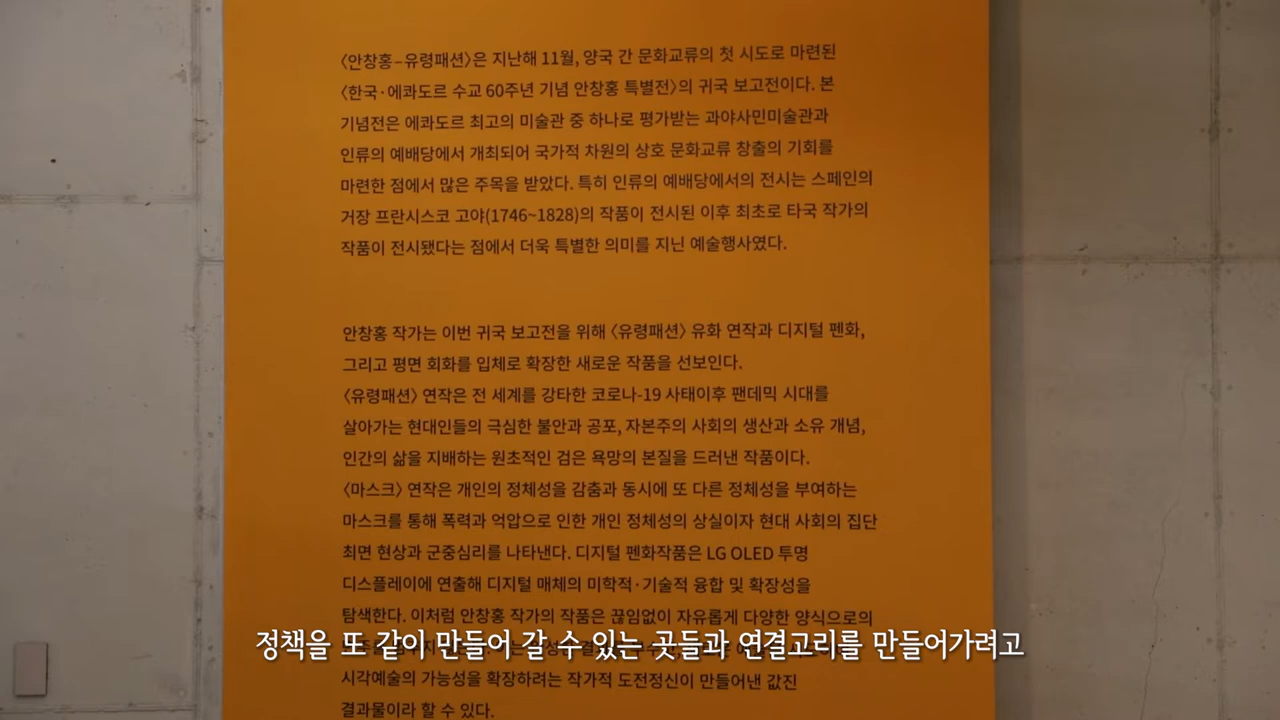 〈안창홍–유령패션〉은 지난해 11월, 양국 간 문화교류의 첫 시도로 마련된
〈한국·에콰도르 수교 60주년 기념 안창홍 특별전〉의 귀국 보고전이다. 본
기념전은 에콰도르 최고의 미술관 중 하나로 평가받는 과야사민미술관과
인류의 예배당에서 개최되어 국가적 차원의 상호 문화교류 창출의 기회를
마련한 점에서 많은 주목을 받았다. 특히 인류의 예배당에서의 전시는 스페인의
거장 프란시스코 고야(1746~1828)의 작품이 전시된 이후 최초로 타국 작가의
작품이 전시됐다는 점에서 더욱 특별한 의미를 지닌 예술행사였다.
안창홍 작가는 이번 귀국 보고전을 위해 〈유령패션〉 유화 연작과 디지털 펜화,
그리고 평면 회화를 입체로 확장한 새로운 작품을 선보인다.
〈유령패션〉 연작은 전 세계를 강타한 코로나-19 사태이후 팬데믹 시대를
살아가는 현대인들의 극심한 불안과 공포, 자본주의 사회의 생산과 소유 개념,
인간의 삶을 지배하는 원초적인 검은 욕망의 본질을 드러낸 작품이다.
〈마스크〉 연작은 개인의 정체성을 감춤과 동시에 또 다른 정체성을 부여하는
마스크를 통해 폭력과 억압으로 인한 개인 정체성의 상실이자 현대 사회의 집단
최면 현상과 군중심리를 나타낸다. 디지털 펜화작품은 LG OLED 투명
디스플레이에 연출해 디지털 매체의 미학적·기술적 융합 및 확장성을
탐색한다. 이처럼 안창홍 작가의 작품은 끊임없이 자유롭게 다양한 양식으로의
정책을 또 같이 만들어 갈 수 있는 곳들과 연결고리를 만들어가려고
시각예술의 가능성을 확장하려는 작가적 도전정신이 만들어낸 값진
결과물이라 할 수 있다.